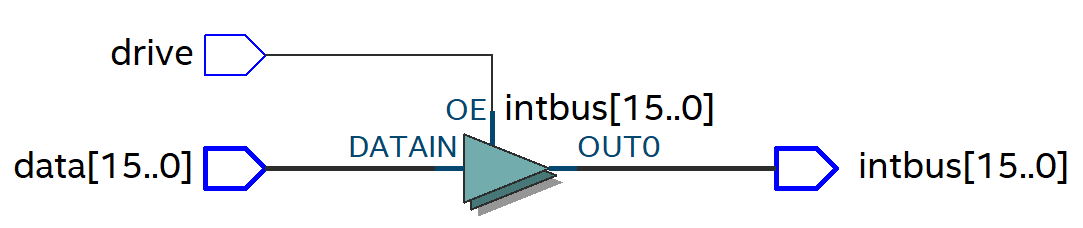 drive
OE intbus[15..0]
data[15..0] DATAIN OUT0 intbus[15..0]